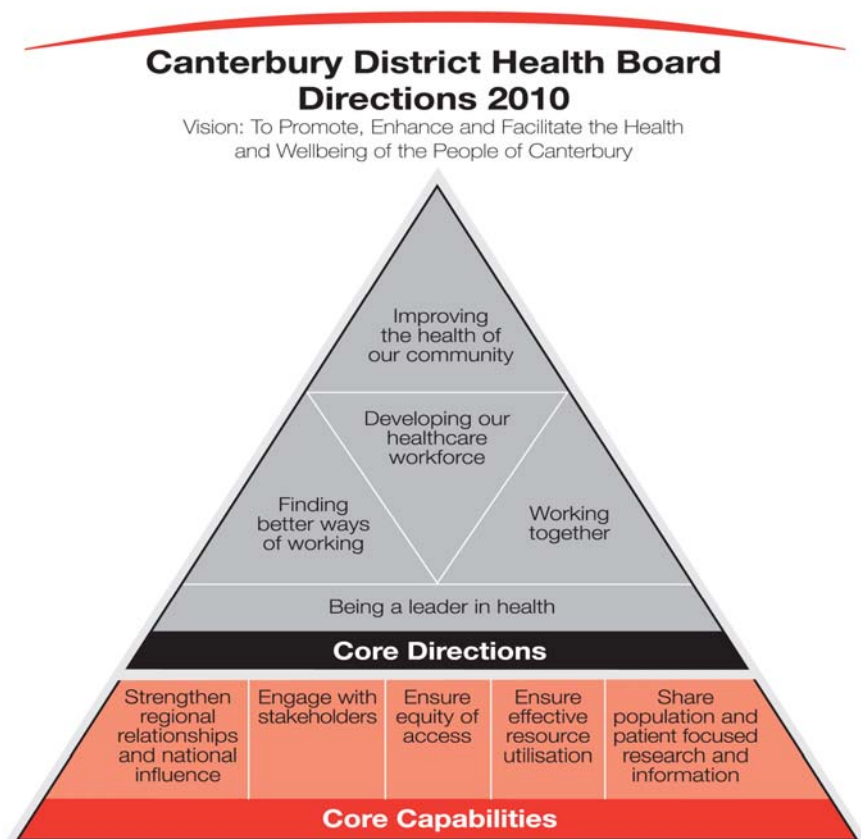 Canterbury District Health Board
Directions 2010
Vision: To Promote, Enhance and Facilitate the Health
and Wellbeing of the People of Canterbury
Improving
the health of
our community
Developing our
healthcare
workforce
Finding
better ways
of working
Working
together
Being a leader in health
Core Directions
Strengthen
regional
relationships
and national
influence
Engage with
stakeholders
Ensure
equity of
access
Ensure
effective
resource
utilisation
Share
population and
patient focused
research and
information
Core Capabilities